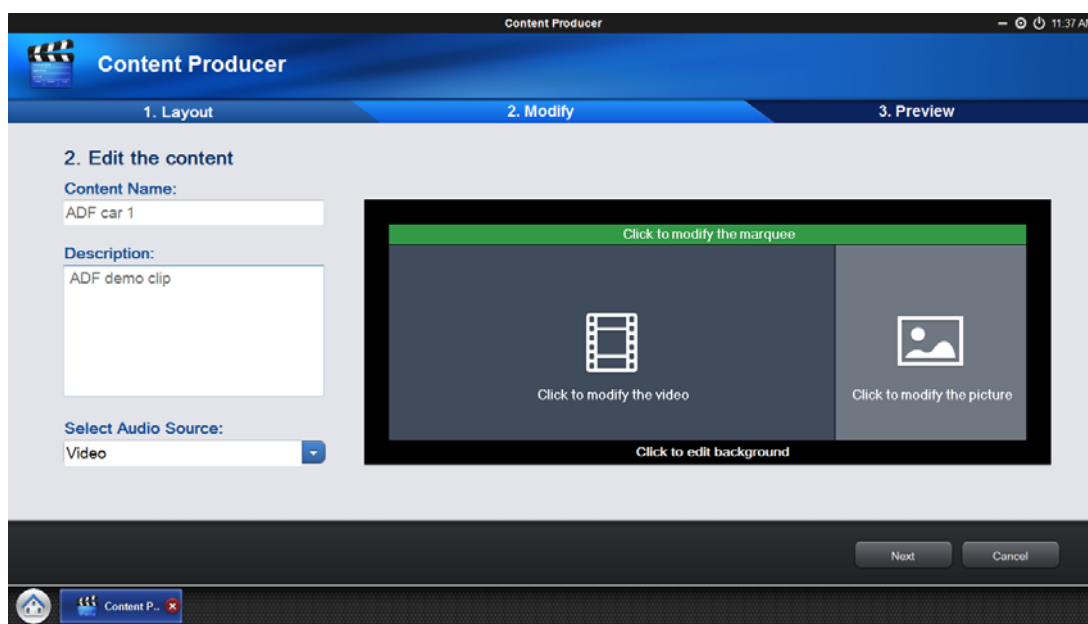 Content Producer
11:37 AM
Content Producer
1. Layout
2. Modify
3. Preview
2. Edit the content
Content Name:
ADF car 1
Description:
ADF demo clip
Select Audio Source:
Video
Click to modify the marquee
Click to modify the video
Click to modify the picture
Click to edit background
Next
Cancel
Content P..